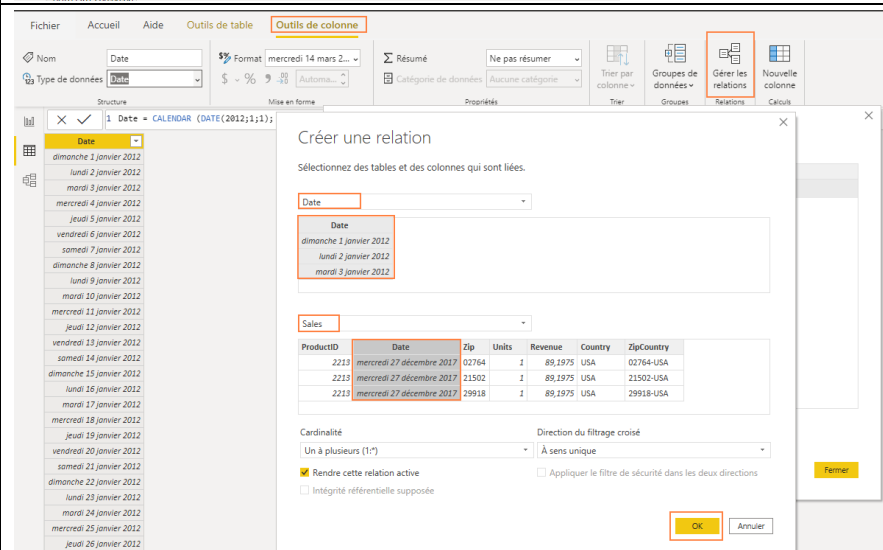 Fichier Accueil Aide Outils de table Outils de colonne
Nom Date
$% Format mercredi 14 mars 2...
Σ Résumé Ne pas résumer
Type de données Date
$ - % 9 .00 Automa...
Catégorie de données Aucune catégorie
Trier par colonne
Groupes de données
Gérer les relations
Nouvelle colonne
Structure Mise en forme Propriétés Trier Groupes Relations Calculs
1 Date = CALENDAR (DATE(2012;1;1);
Date
dimanche 1 janvier 2012
lundi 2 janvier 2012
mardi 3 janvier 2012
mercredi 4 janvier 2012
jeudi 5 janvier 2012
vendredi 6 janvier 2012
samedi 7 janvier 2012
dimanche 8 janvier 2012
lundi 9 janvier 2012
mardi 10 janvier 2012
mercredi 11 janvier 2012
jeudi 12 janvier 2012
vendredi 13 janvier 2012
samedi 14 janvier 2012
dimanche 15 janvier 2012
lundi 16 janvier 2012
mardi 17 janvier 2012
mercredi 18 janvier 2012
jeudi 19 janvier 2012
vendredi 20 janvier 2012
samedi 21 janvier 2012
dimanche 22 janvier 2012
lundi 23 janvier 2012
mardi 24 janvier 2012
mercredi 25 janvier 2012
jeudi 26 janvier 2012
Créer une relation
Sélectionnez des tables et des colonnes qui sont liées.
Date
Date
dimanche 1 janvier 2012
lundi 2 janvier 2012
mardi 3 janvier 2012
Sales
ProductID Date Zip Units Revenue Country ZipCountry
2213 mercredi 27 décembre 2017 02764 1 89,1975 USA 02764-USA
2213 mercredi 27 décembre 2017 21502 1 89,1975 USA 21502-USA
2213 mercredi 27 décembre 2017 29918 1 89,1975 USA 29918-USA
Cardinalité Direction du filtrage croisé
Un à plusieurs (1:*) À sens unique
Rendre cette relation active Appliquer le filtre de sécurité dans les deux directions
Intégrité référentielle supposée
OK Annuler
Fermer